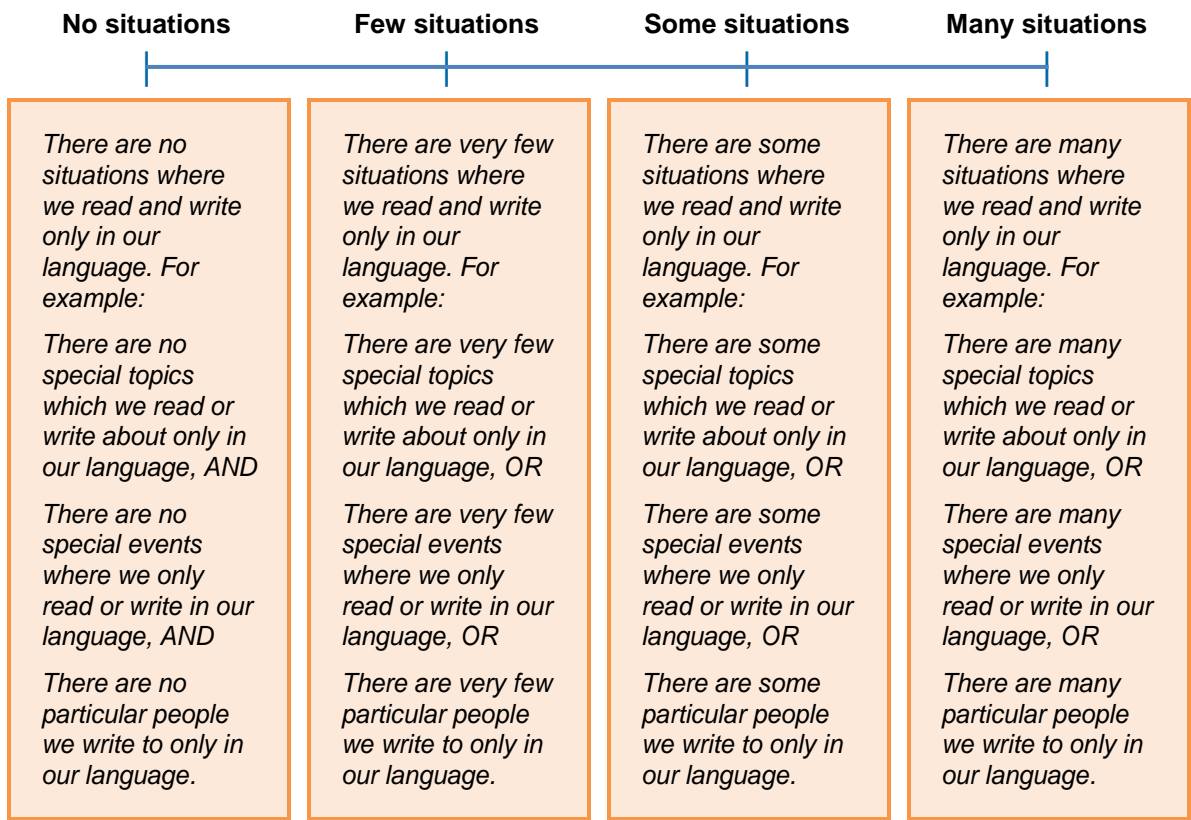 No situations
Few situations
Some situations
Many situations
There are no
situations where
we read and write
only in our
language. For
example:
There are no
special topics
which we read or
write about only in
our language, AND
There are no
special events
where we only
read or write in our
language, AND
There are no
particular people
we write to only in
our language.
There are very few
situations where
we read and write
only in our
language. For
example:
There are very few
special topics
which we read or
write about only in
our language, OR
There are very few
special events
where we only
read or write in our
language, OR
There are very few
particular people
we write to only in
our language.
There are some
situations where
we read and write
only in our
language. For
example:
There are some
special topics
which we read or
write about only in
our language, OR
There are some
special events
where we only
read or write in our
language, OR
There are some
particular people
we write to only in
our language.
There are many
situations where
we read and write
only in our
language. For
example:
There are many
special topics
which we read or
write about only in
our language, OR
There are many
special events
where we only
read or write in our
language, OR
There are many
particular people
we write to only in
our language.